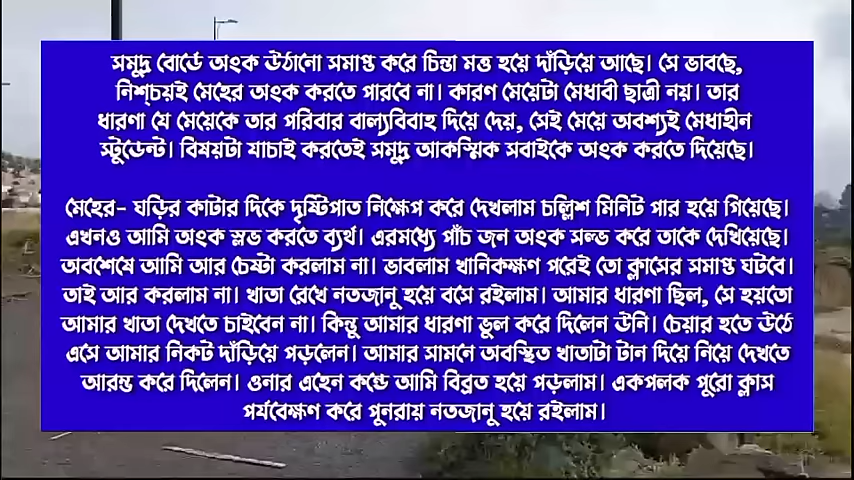 সমুদ্র বোর্ডে অংক উঠানো সমাপ্ত করে চিন্তা মত্ত হয়ে দাঁড়িয়ে আছে। সে ভাবছে,
নিশ্চয়ই মেহের অংক করতে পারবে না। কারণ মেয়েটা মেধাবী ছাত্রী নয়। তার
ধারণা যে মেয়েকে তার পরিবার বাল্যবিবাহ দিয়ে দেয়, সেই মেয়ে অবশ্যই মেধাহীন
স্টুডেন্ট। বিষয়টা যাচাই করতেই সমুদ্র আকস্মিক সবাইকে অংক করতে দিয়েছে।
মেহের- ঘড়ির কাটার দিকে দৃষ্টিপাত নিক্ষেপ করে দেখলাম চল্লিশ মিনিট পার হয়ে গিয়েছে।
এখনও আমি অংক স্লভ করতে ব্যর্থ। এরমধ্যে পাঁচ জন অংক সল্ভ করে তাকে দেখিয়েছে।
অবশেষে আমি আর চেষ্টা করলাম না। ভাবলাম খানিকক্ষণ পরেই তো ক্লাসের সমাপ্ত ঘটবে।
তাই আর করলাম না। খাতা রেখে নতজানু হয়ে বসে রইলাম। আমার ধারণা ছিল, সে হয়তো
আমার খাতা দেখতে চাইবেন না। কিন্তু আমার ধারণা ভুল করে দিলেন উনি। চেয়ার হতে উঠে
এসে আমার নিকট দাঁড়িয়ে পড়লেন। আমার সামনে অবস্থিত খাতাটা টান দিয়ে নিয়ে দেখতে
আরম্ভ করে দিলেন। ওনার এহেন কান্ডে আমি বিব্রত হয়ে পড়লাম। একপলক পুরো ক্লাস
পর্যবেক্ষণ করে পুনরায় নতজানু হয়ে রইলাম।